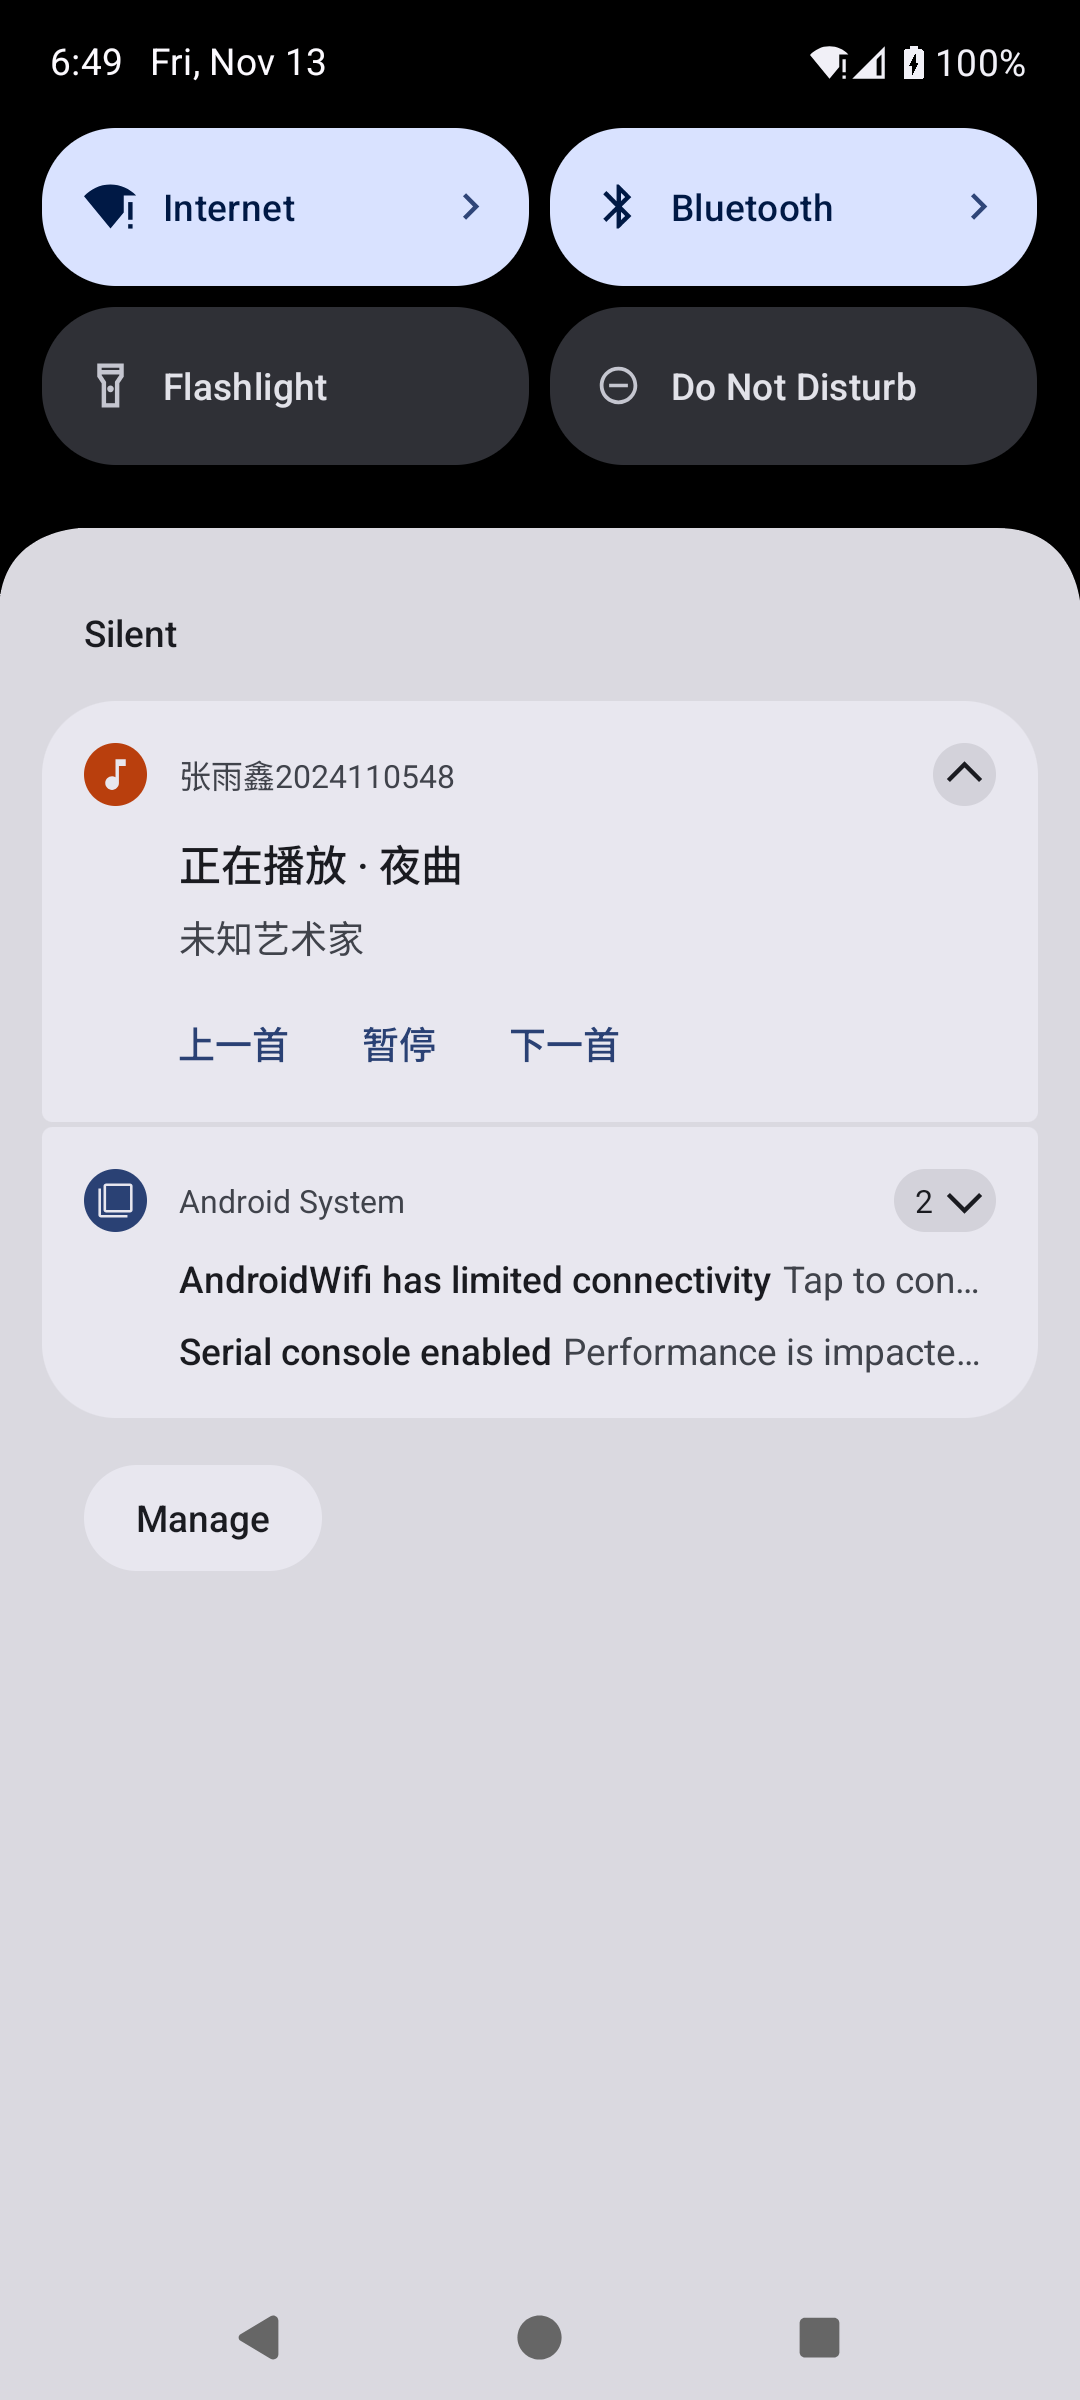 6:49 Fri, Nov 13 100%
Internet Bluetooth
Flashlight Do Not Disturb
Silent
张雨鑫2024110548
正在播放 · 夜曲
未知艺术家
上一首 暂停 下一首
Android System 2
AndroidWifi has limited connectivity Tap to con…
Serial console enabled Performance is impacte…
Manage